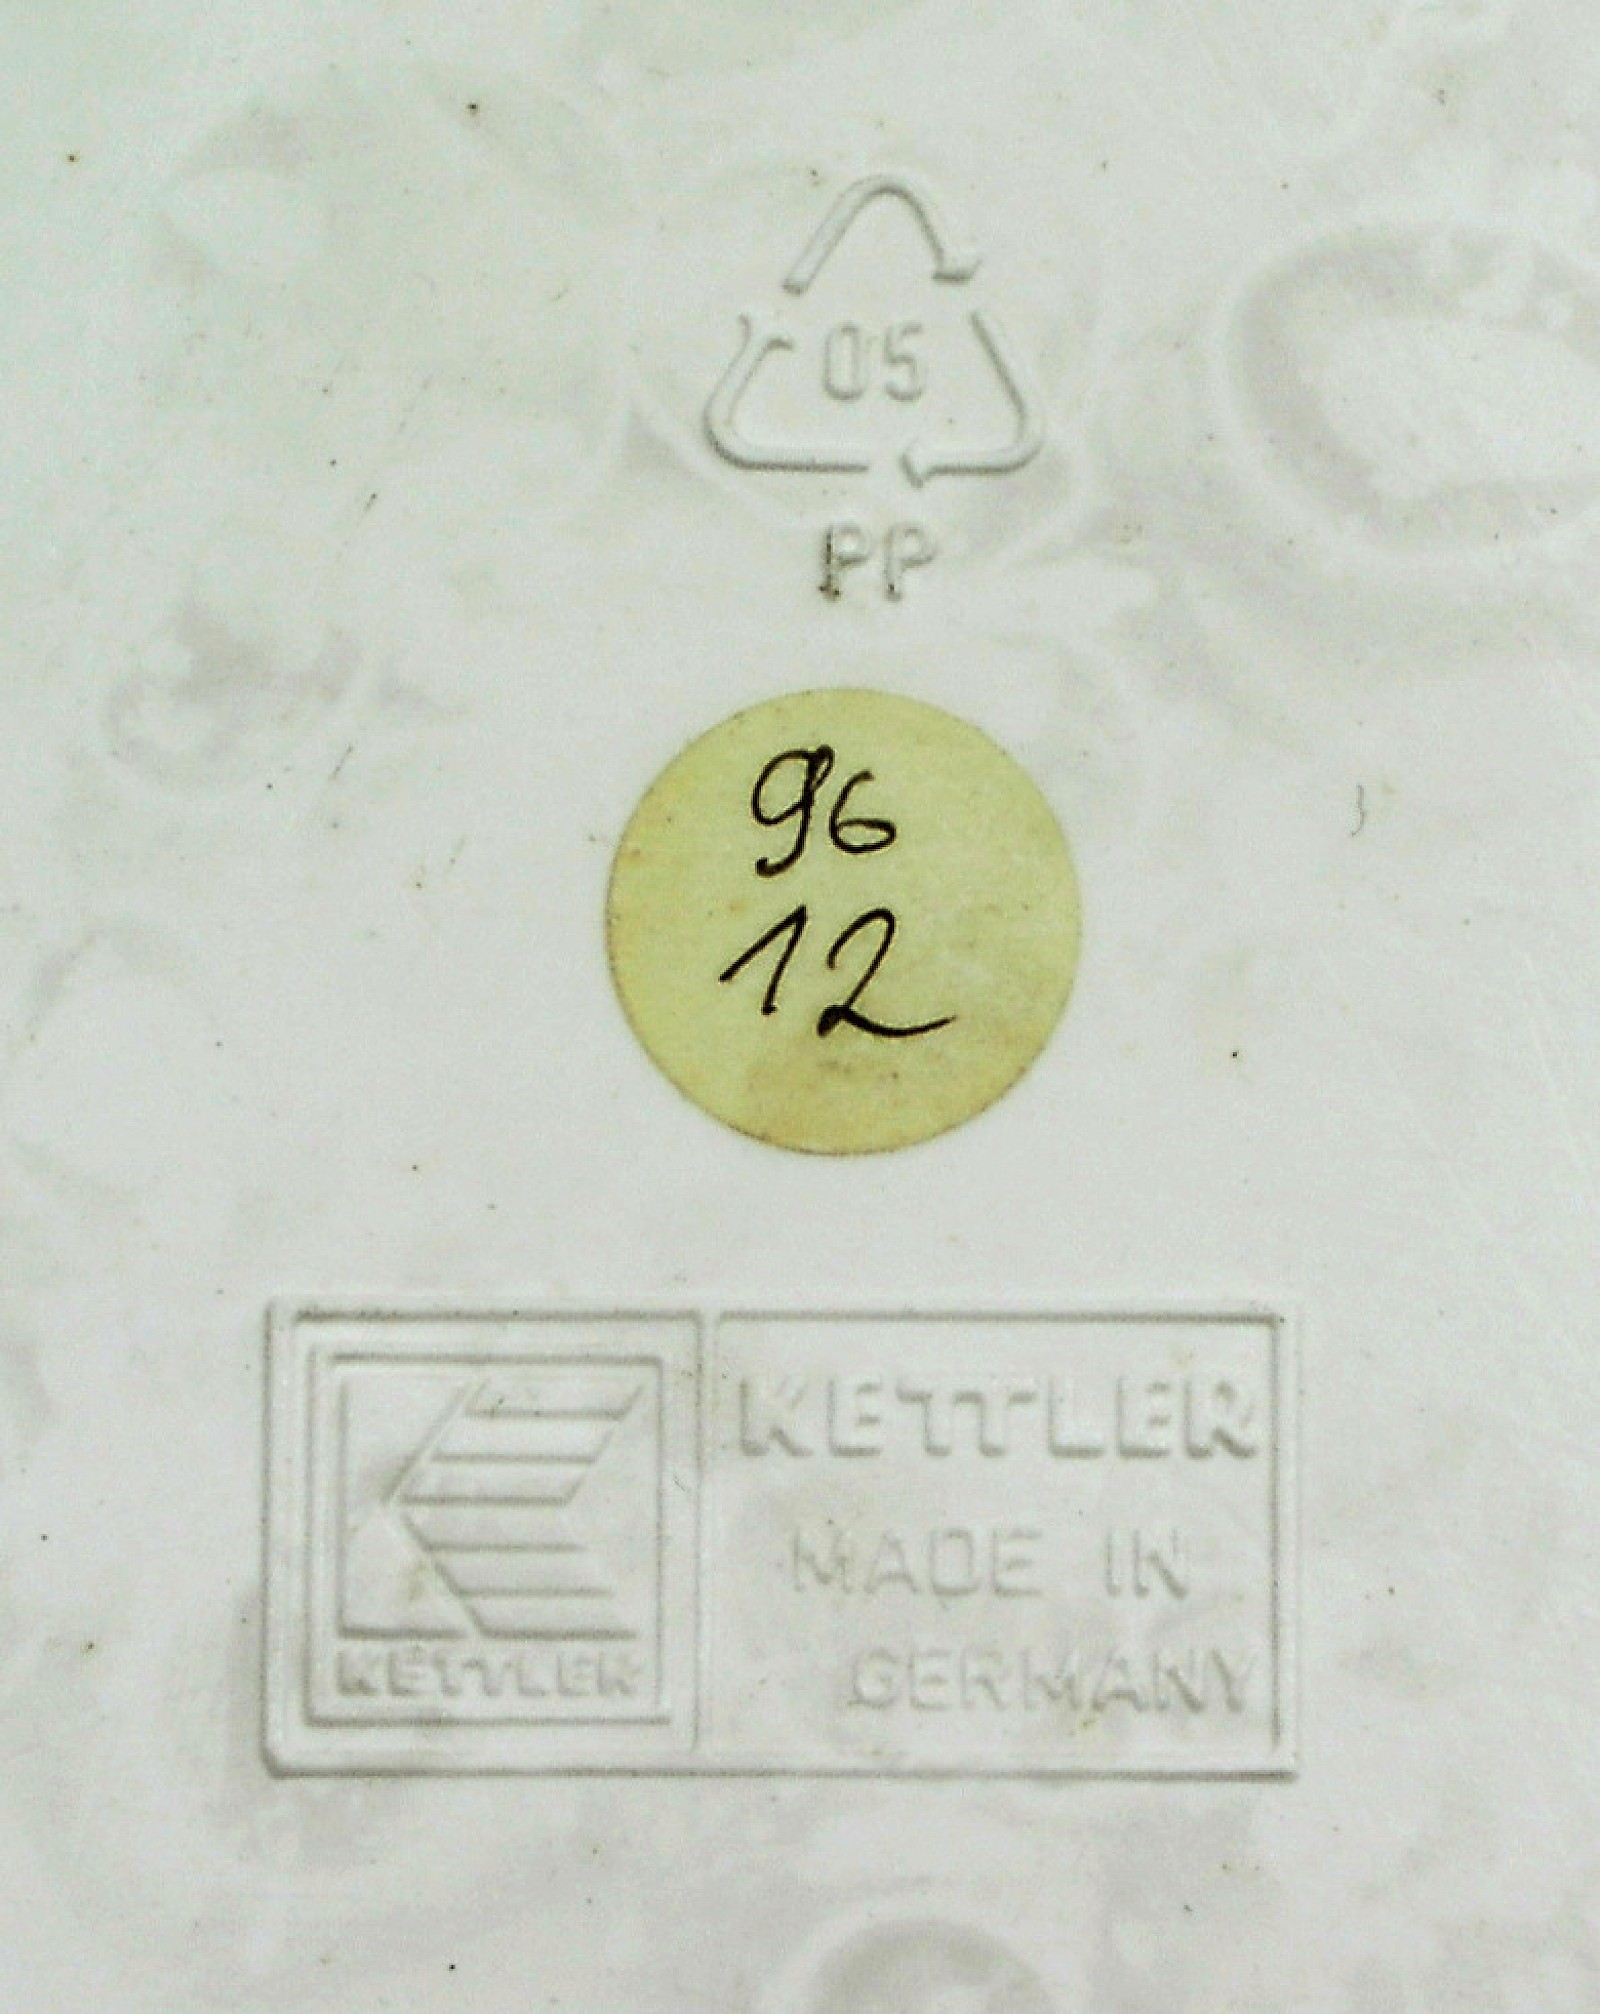 05
PP
96
12
KETTLER
KETTLER
MADE IN
GERMANY